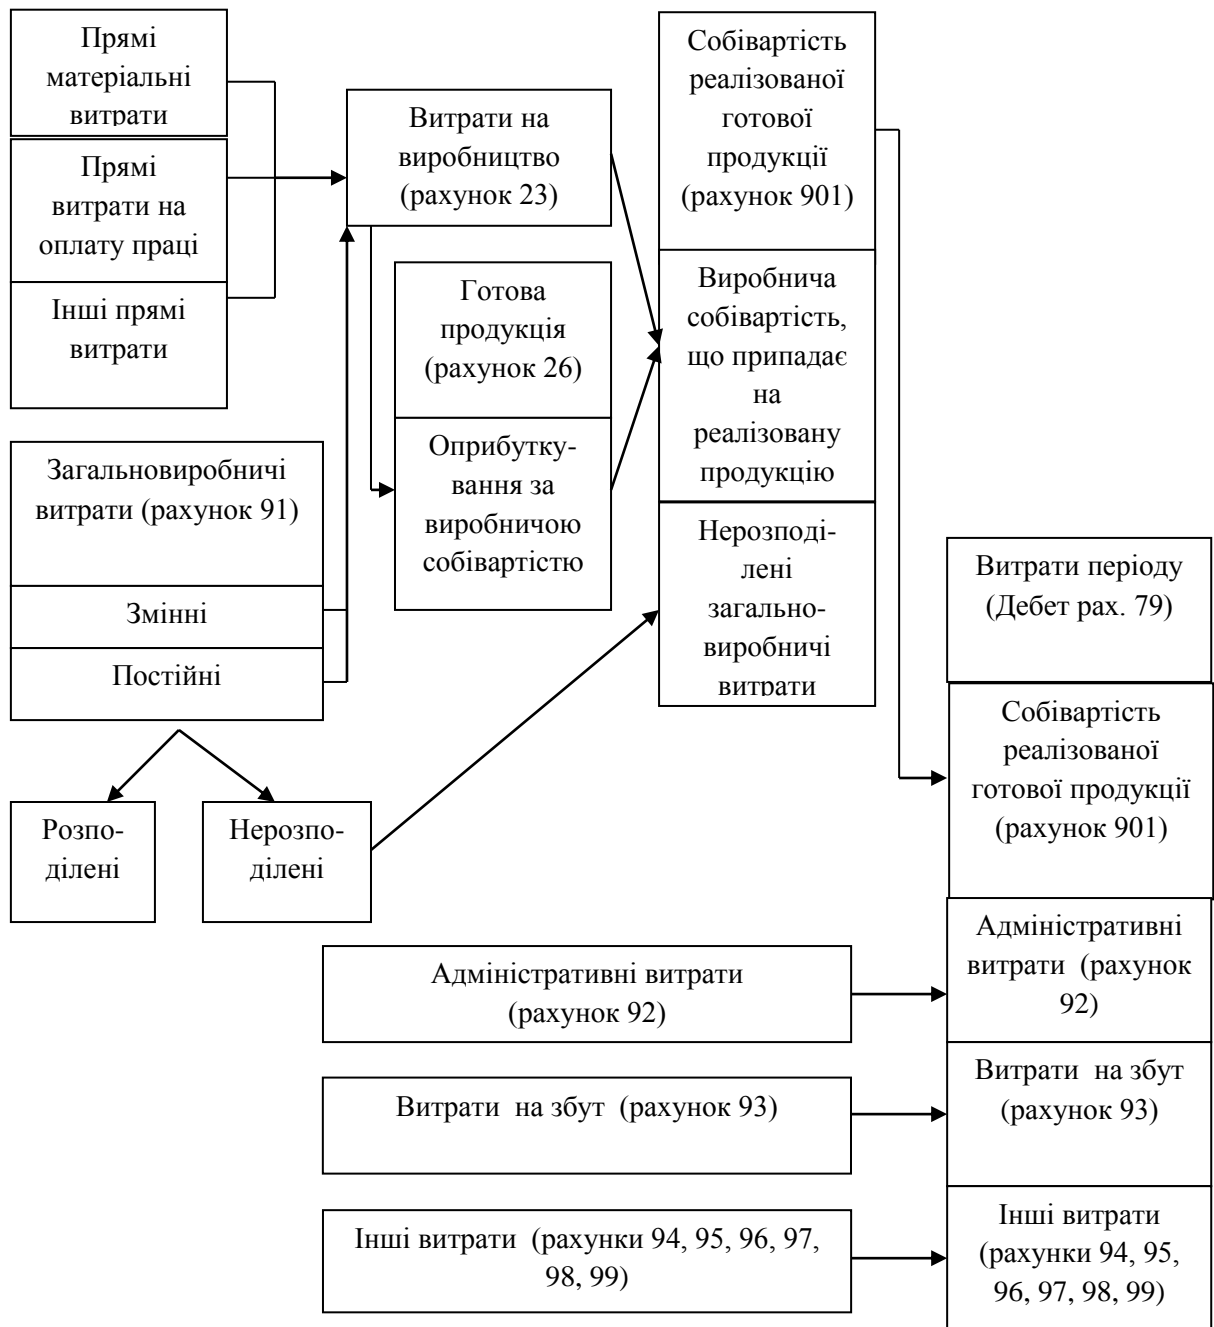 Прямі
матеріальні
витрати
Прямі
витрати на
оплату праці
Інші прямі
витрати
Загальновиробничі
витрати (рахунок 91)
Змінні
Постійні
Розпо-
ділені
Нерозпо-
ділені
Витрати на
виробництво
(рахунок 23)
Готова
продукція
(рахунок 26)
Оприбутку-
вання за
виробничою
собівартістю
Собівартість
реалізованої
готової
продукції
(рахунок 901)
Виробнича
собівартість,
що припадає
на
реалізовану
продукцію
Нерозподі-
лені
загально-
виробничі
витрати
Витрати періоду
(Дебет рах. 79)
Собівартість
реалізованої
готової продукції
(рахунок 901)
Адміністративні витрати
(рахунок 92)
Адміністративні
витрати (рахунок
92)
Витрати на збут (рахунок 93)
Витрати на збут
(рахунок 93)
Інші витрати (рахунки 94, 95, 96, 97,
98, 99)
Інші витрати
(рахунки 94, 95,
96, 97, 98, 99)